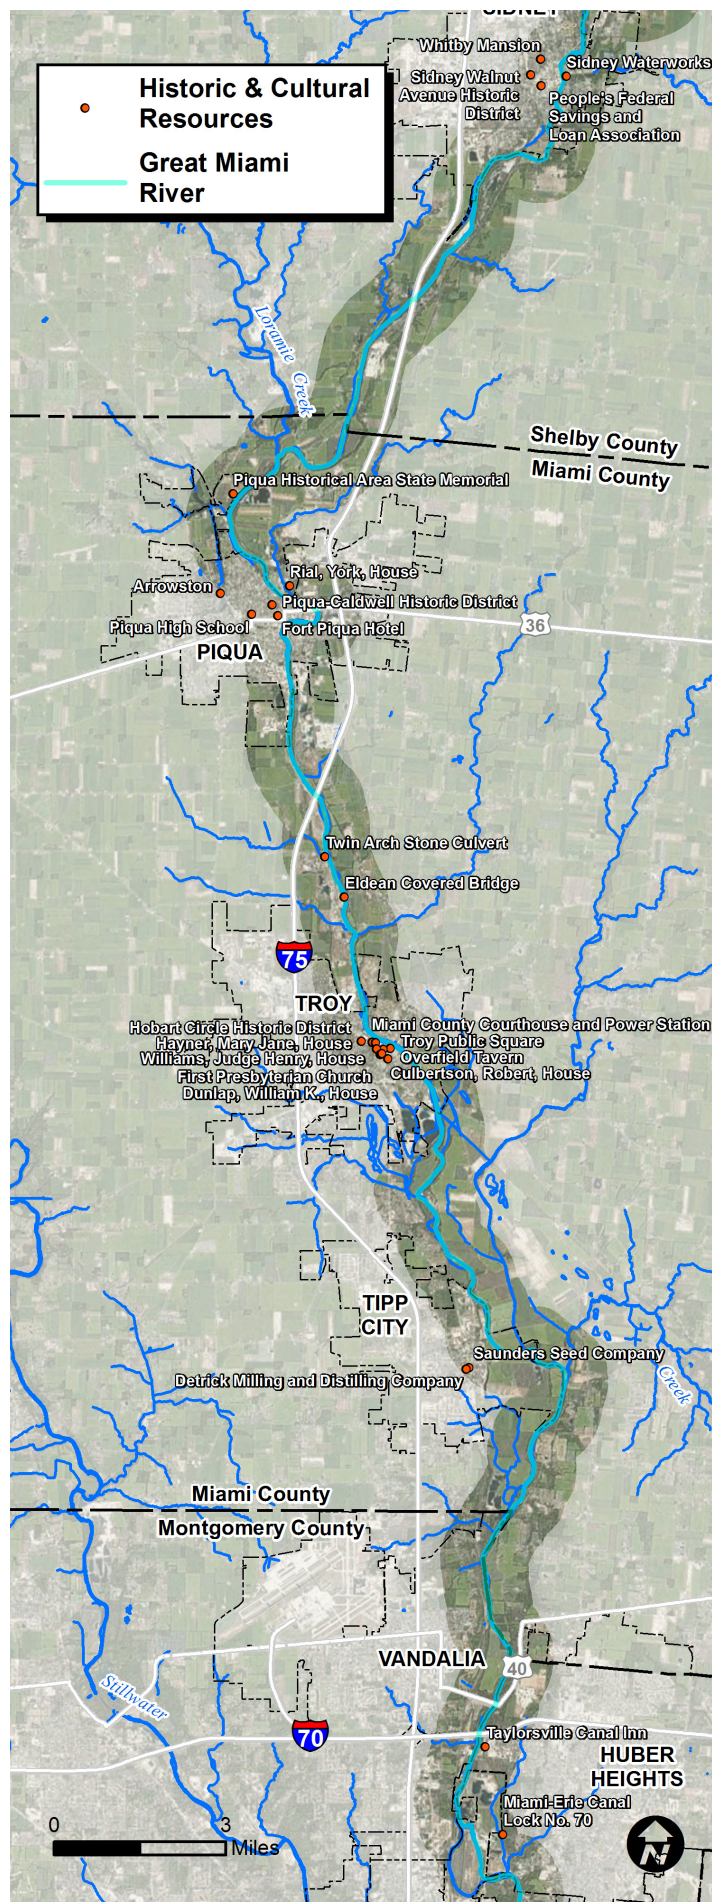 SIDNEY
Whitby Mansion
Sidney Waterworks
Sidney Walnut
Avenue Historic
District
People's Federal
Savings and
Loan Association
Historic & Cultural
Resources
Great Miami
River
Loramie
Creek
Shelby County
Miami County
Piqua Historical Area State Memorial
Rial, York, House
Arrowston
Piqua-Caldwell Historic District
Piqua High School
Fort Piqua Hotel
36
PIQUA
Twin Arch Stone Culvert
Eldean Covered Bridge
75
TROY
Hobart Circle Historic District
Miami County Courthouse and Power Station
Hayner, Mary Jane, House
Troy Public Square
Williams, Judge Henry, House
Overfield Tavern
First Presbyterian Church
Culbertson, Robert, House
Dunlap, William K., House
TIPP
CITY
Saunders Seed Company
Detrick Milling and Distilling Company
Creek
Miami County
Montgomery County
VANDALIA
40
Stillwater
70
Taylorsville Canal Inn
HUBER
HEIGHTS
Miami-Erie Canal
Lock No. 70
0 3
Miles
N